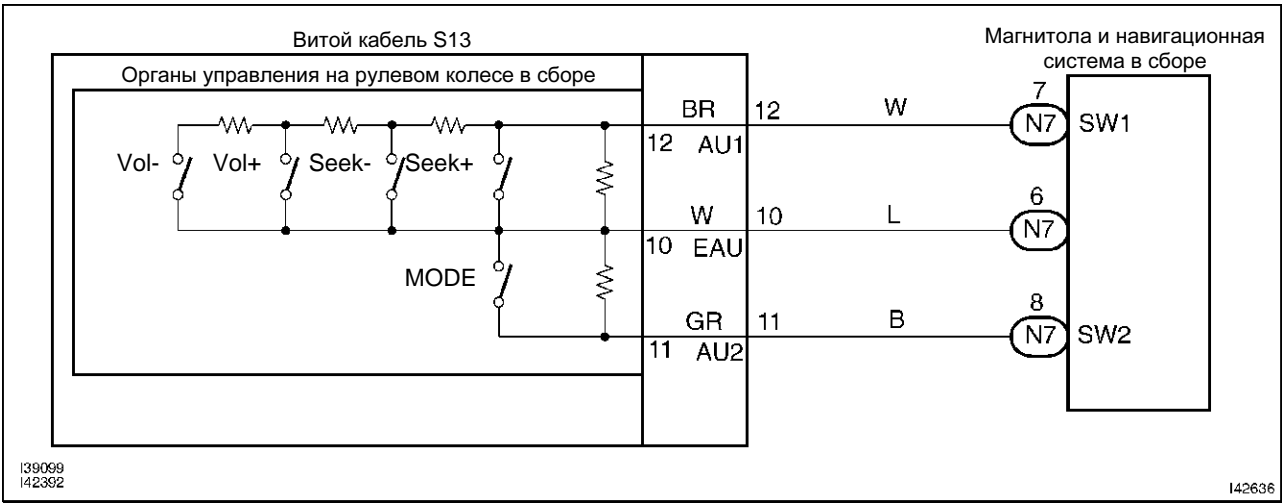 Витой кабель S13
Органы управления на рулевом колесе в сборе
Магнитола и навигационная
система в сборе
BR
12
W
7
N7
SW1
12
AU1
Vol-
Vol+
Seek-
Seek+
W
10
L
6
N7
10
EAU
MODE
GR
11
B
8
N7
SW2
11
AU2
I39099
I42392
I42636